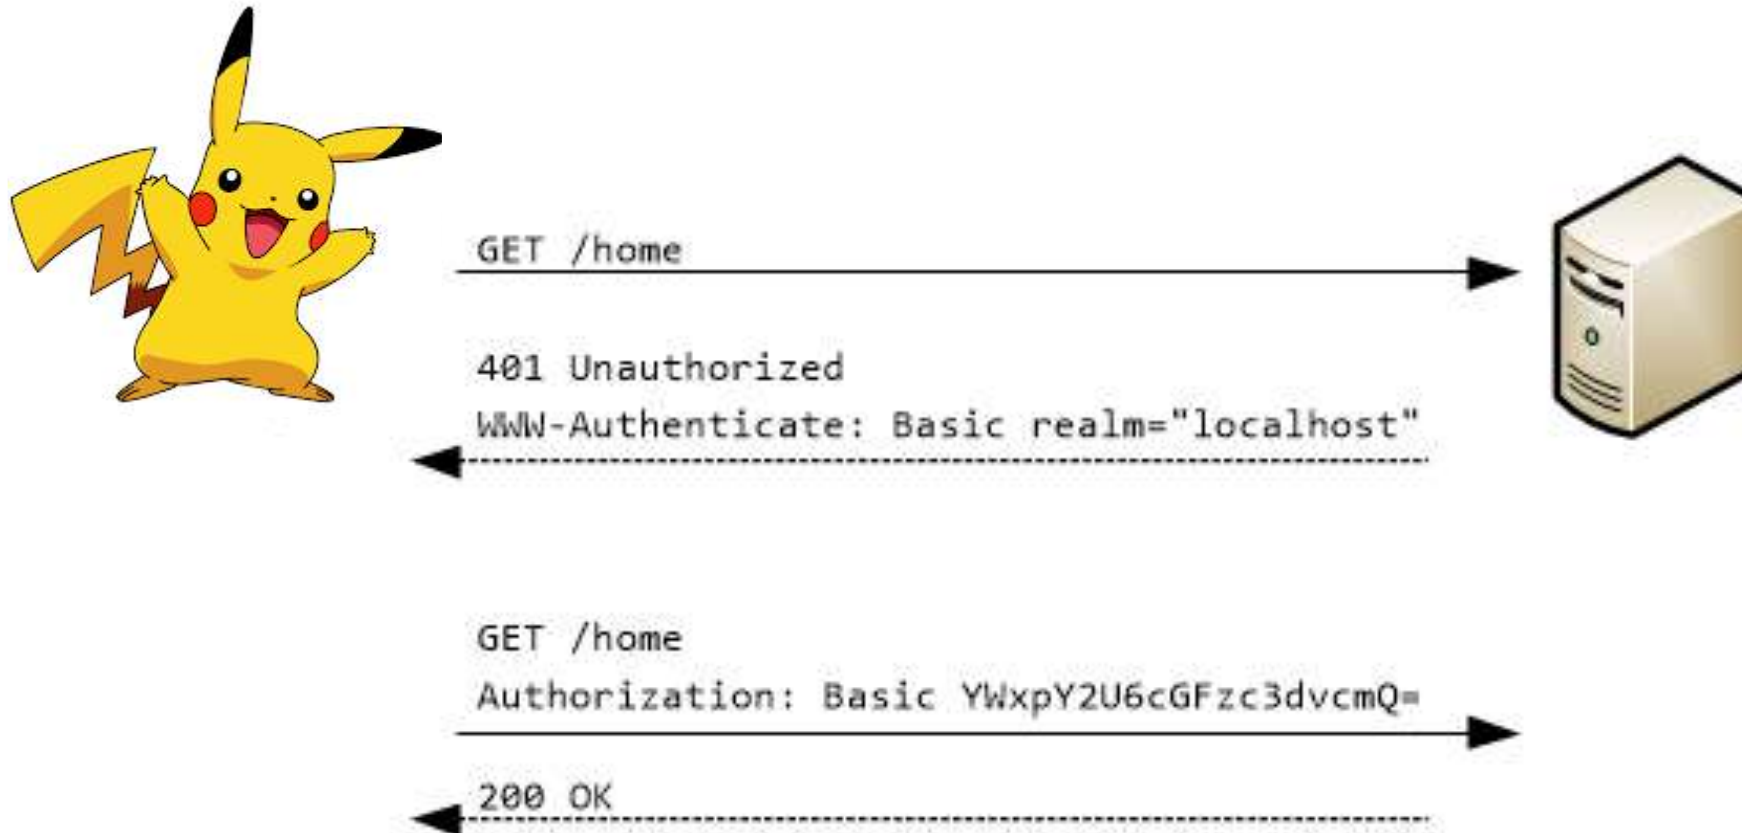 GET /home
401 Unauthorized
WWW-Authenticate: Basic realm="localhost"
GET /home
Authorization: Basic YWxpY2U6cGFzc3dvcmQ=
200 OK